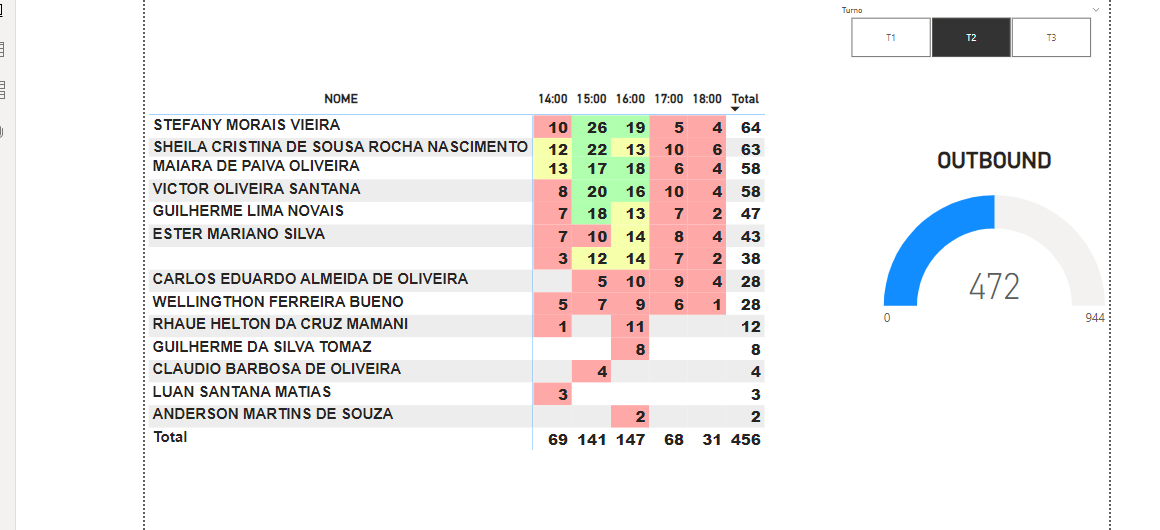 Turno
T1 T2 T3
NOME 14:00 15:00 16:00 17:00 18:00 Total
STEFANY MORAIS VIEIRA 10 26 19 5 4 64
SHEILA CRISTINA DE SOUSA ROCHA NASCIMENTO 12 22 13 10 6 63
MAIARA DE PAIVA OLIVEIRA 13 17 18 6 4 58
VICTOR OLIVEIRA SANTANA 8 20 16 10 4 58
GUILHERME LIMA NOVAIS 7 18 13 7 2 47
ESTER MARIANO SILVA 7 10 14 8 4 43
3 12 14 7 2 38
CARLOS EDUARDO ALMEIDA DE OLIVEIRA 5 10 9 4 28
WELLINGTHON FERREIRA BUENO 5 7 9 6 1 28
RHAUE HELTON DA CRUZ MAMANI 1 11 12
GUILHERME DA SILVA TOMAZ 8 8
CLAUDIO BARBOSA DE OLIVEIRA 4 4
LUAN SANTANA MATIAS 3 3
ANDERSON MARTINS DE SOUZA 2 2
Total 69 141 147 68 31 456
OUTBOUND
472
0 944